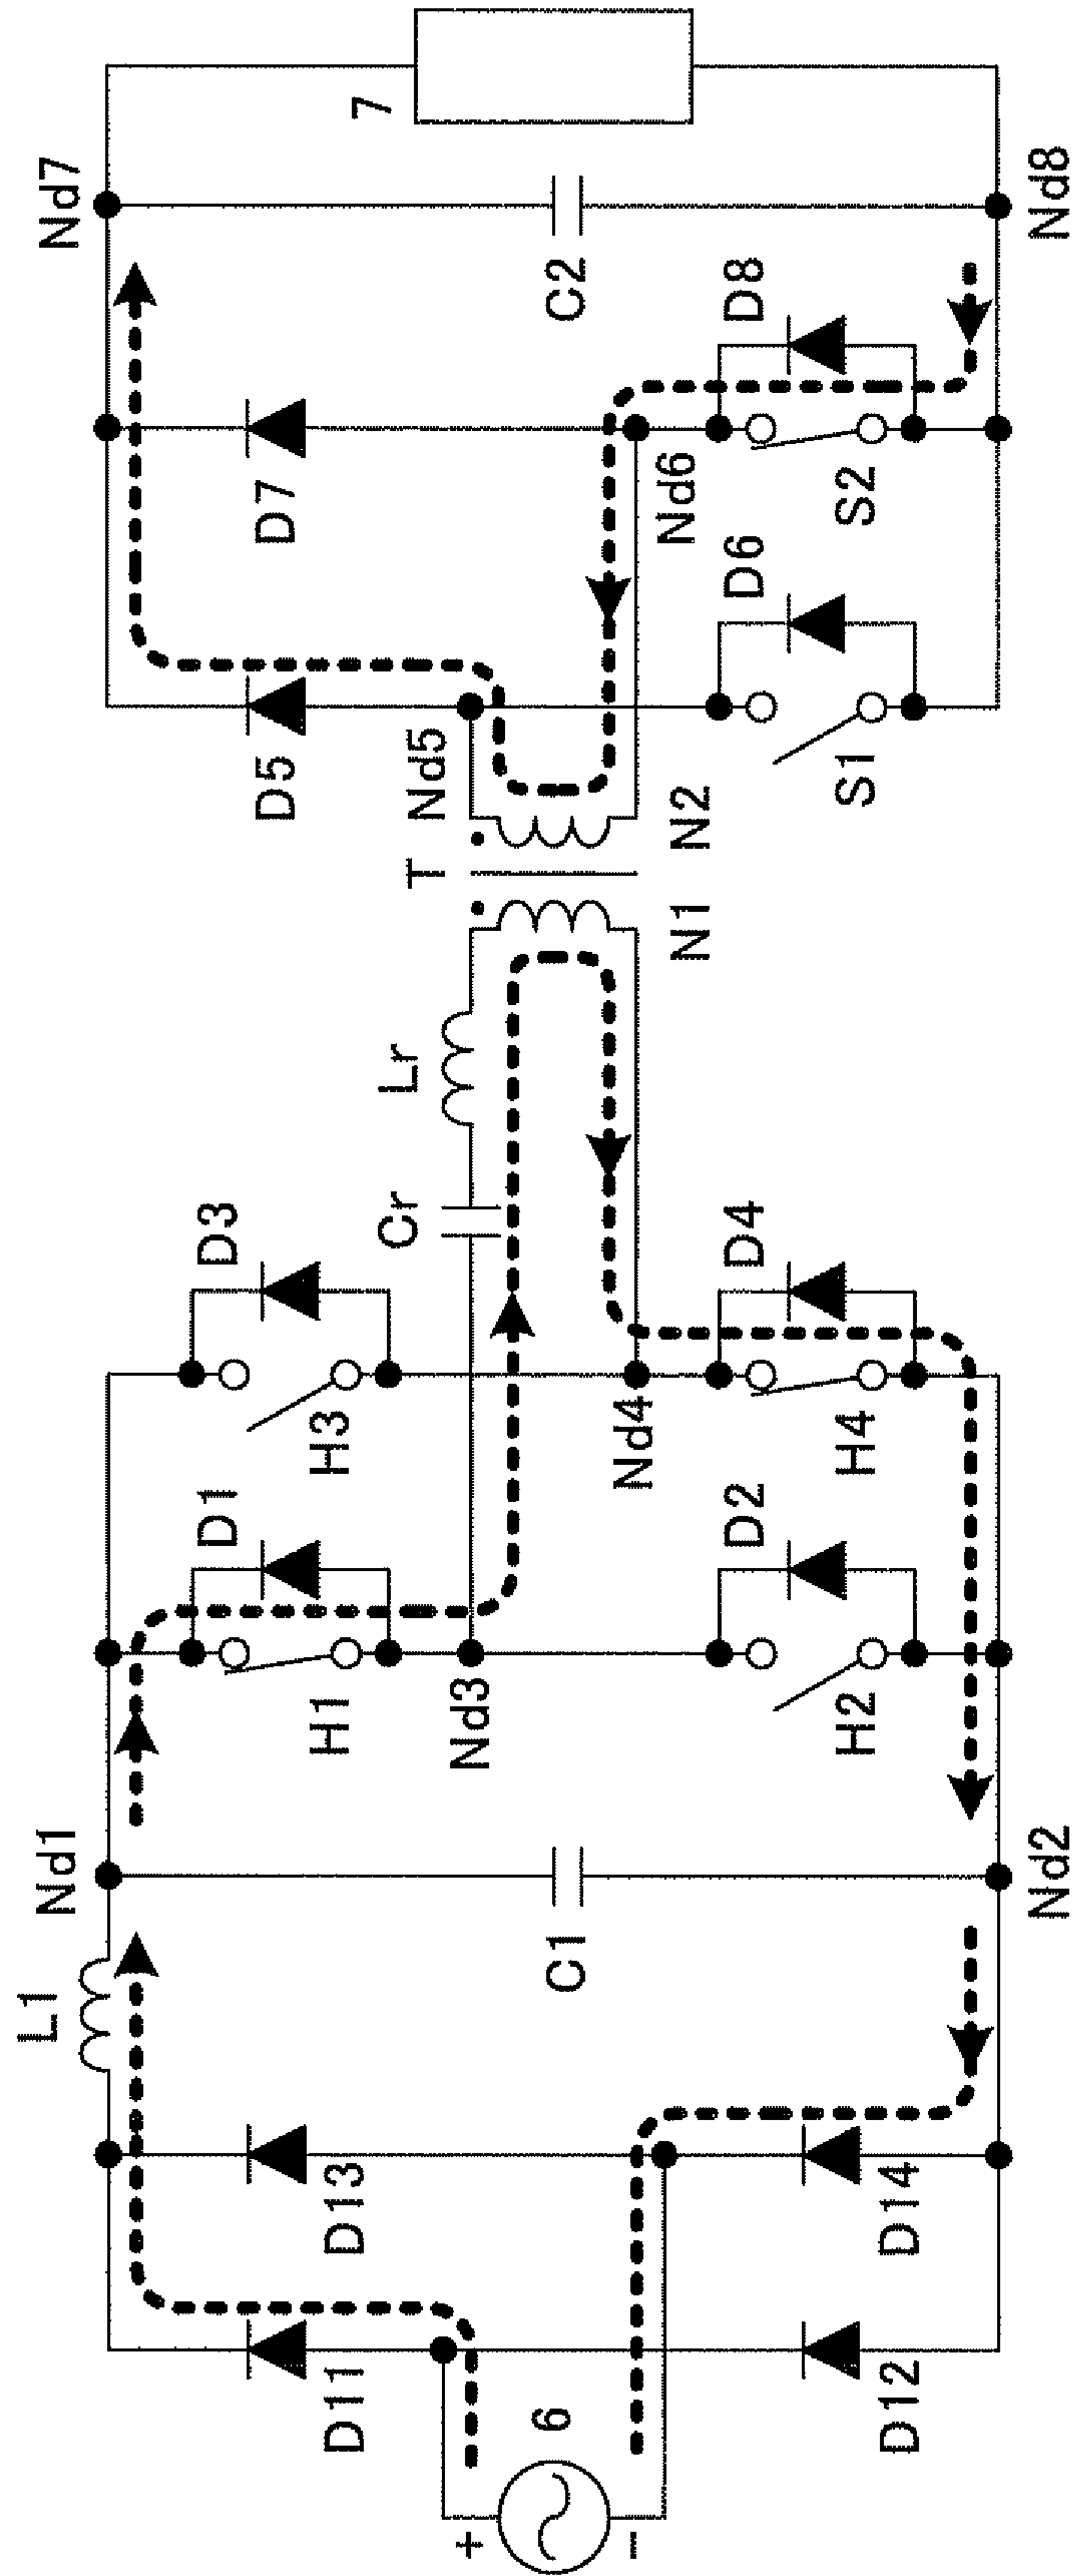 L1
Nd1
Nd7
D1
D3
H1
H3
7
D11
D13
D5
D7
Nd3
Cr
Lr
T
Nd5
+
6
−
C1
C2
Nd4
N1
N2
Nd6
D2
D4
D6
D8
H2
H4
S1
S2
D12
D14
Nd2
Nd8